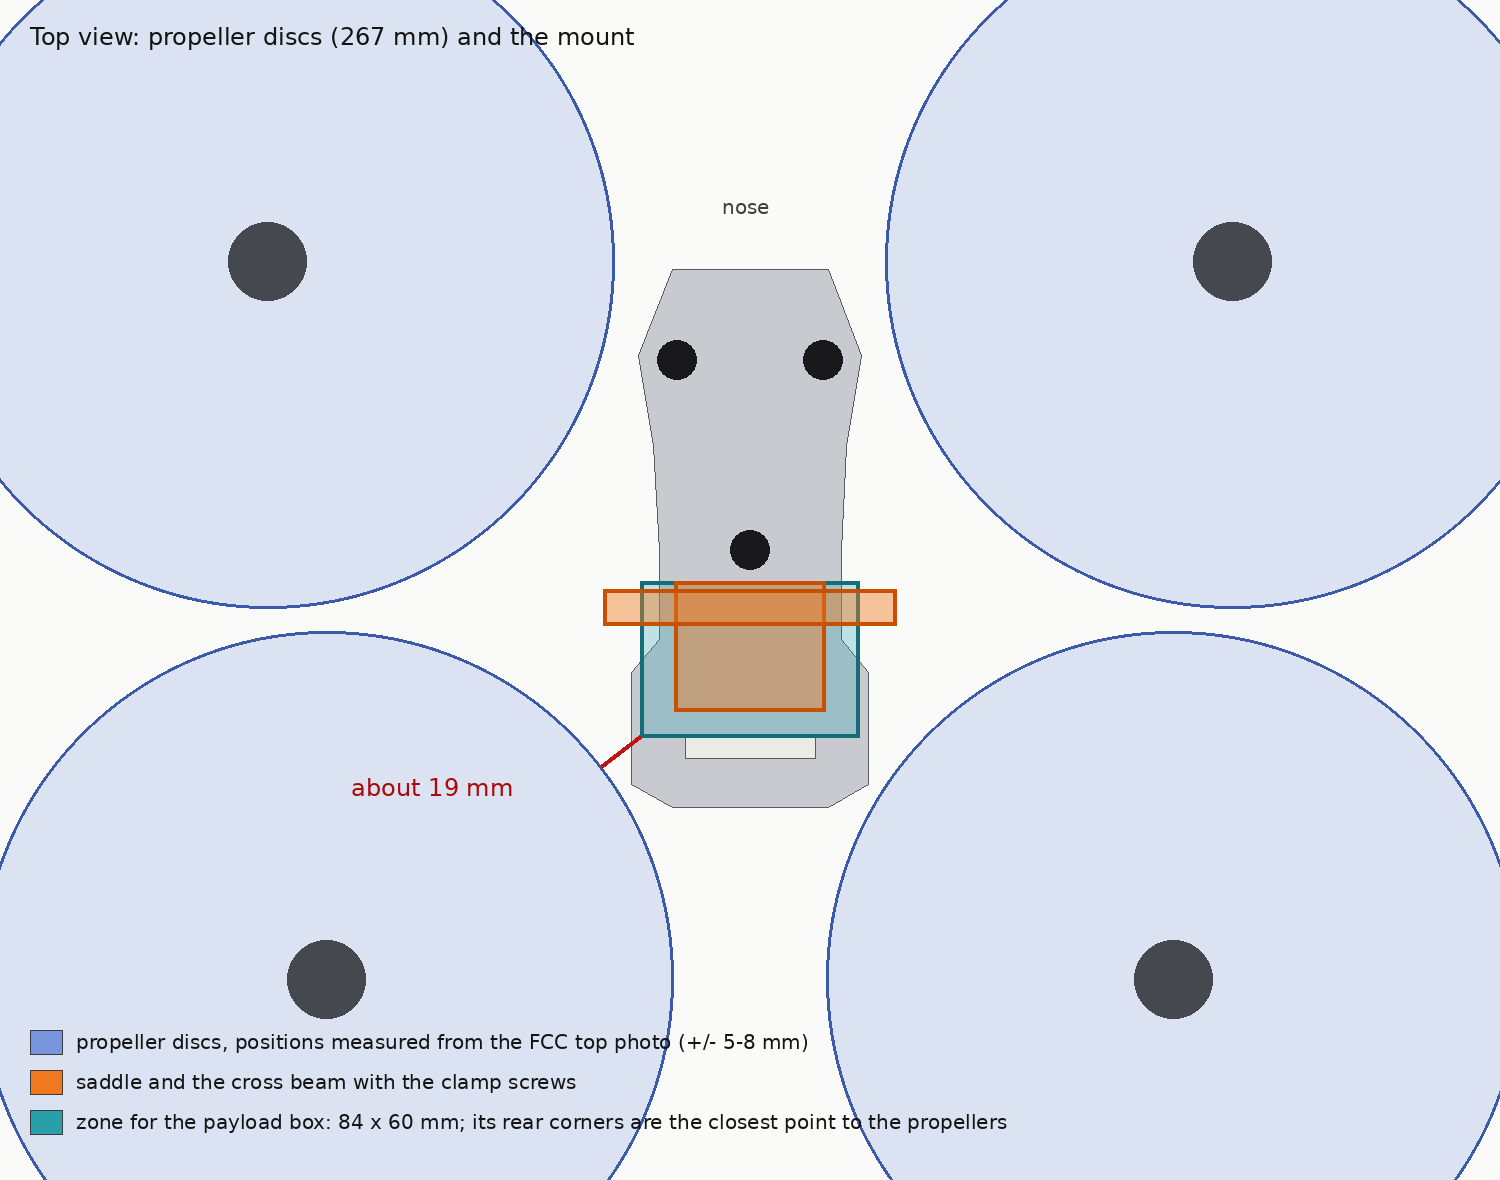 Top view: propeller discs (267 mm) and the mount
nose
about 19 mm
propeller discs, positions measured from the FCC top photo (+/- 5-8 mm)
saddle and the cross beam with the clamp screws
zone for the payload box: 84 x 60 mm; its rear corners are the closest point to the propellers